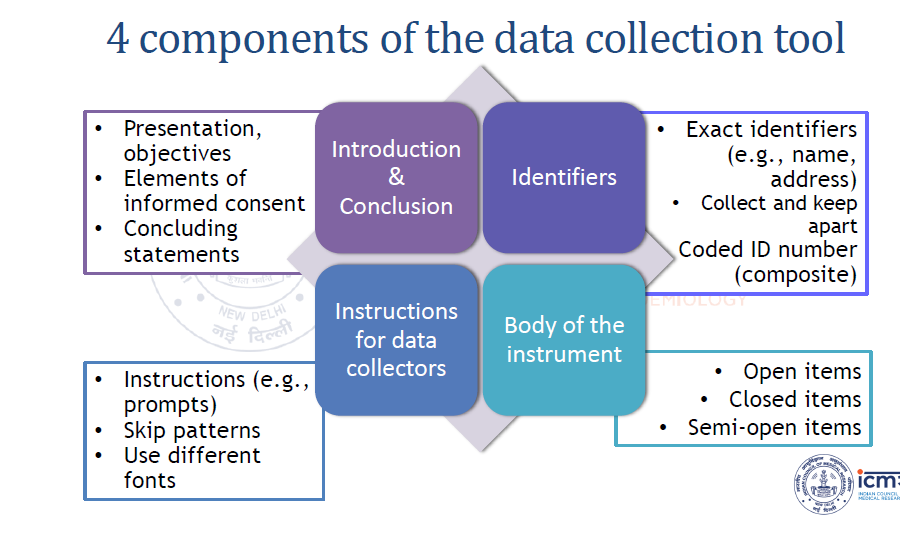 4 components of the data collection tool
• Presentation,
objectives
• Elements of
informed consent
• Concluding
statements
Introduction
&
Conclusion
Identifiers
• Exact identifiers
(e.g., name,
address)
• Collect and keep
apart
Coded ID number
(composite)
NEW DELHI
नई दिल्ली
EMIOLOGY
Instructions
for data
collectors
Body of the
instrument
• Instructions (e.g.,
prompts)
• Skip patterns
• Use different
fonts
• Open items
• Closed items
• Semi-open items
icm
INDIAN COUNCIL
MEDICAL RESEAR